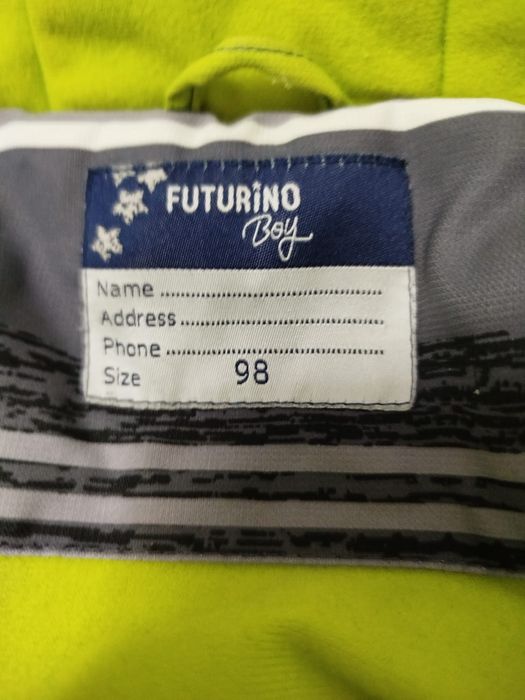 FUTURINO
Boy
Name
Address
Phone
Size 98